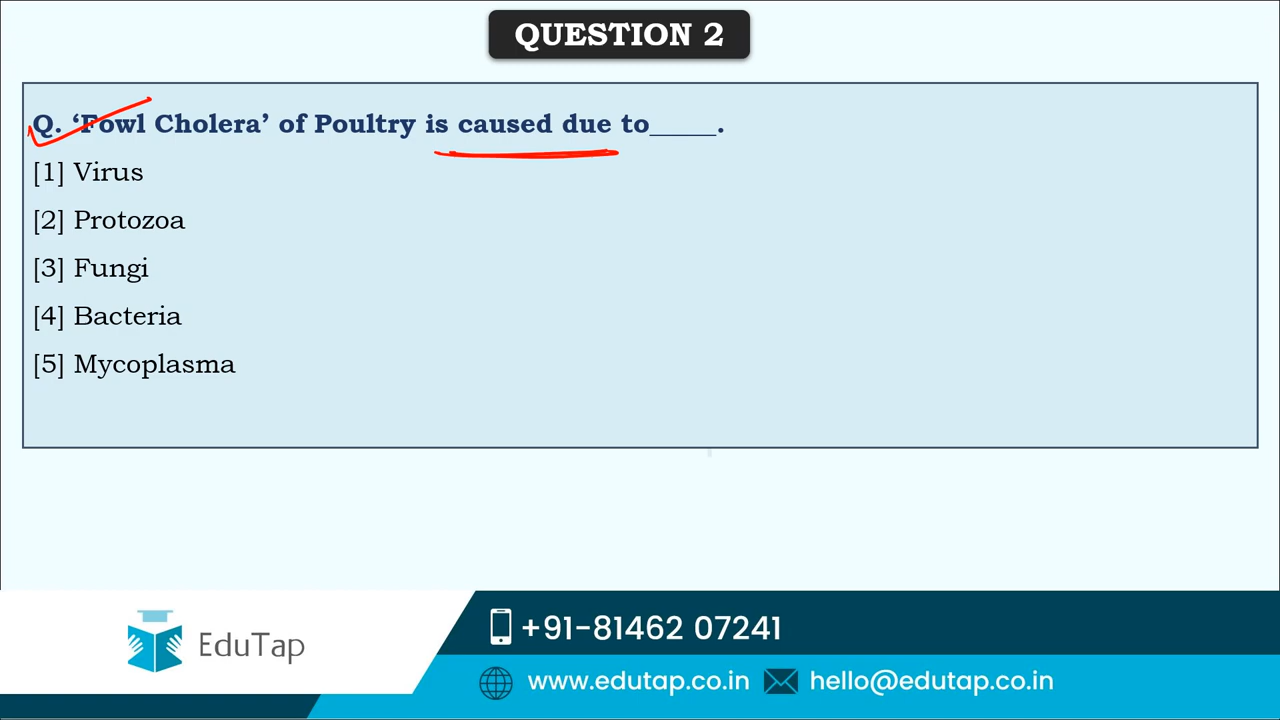 QUESTION 2
Q. ‘Fowl Cholera’ of Poultry is caused due to_____.
[1] Virus
[2] Protozoa
[3] Fungi
[4] Bacteria
[5] Mycoplasma
EduTap
+91-81462 07241
www.edutap.co.in hello@edutap.co.in